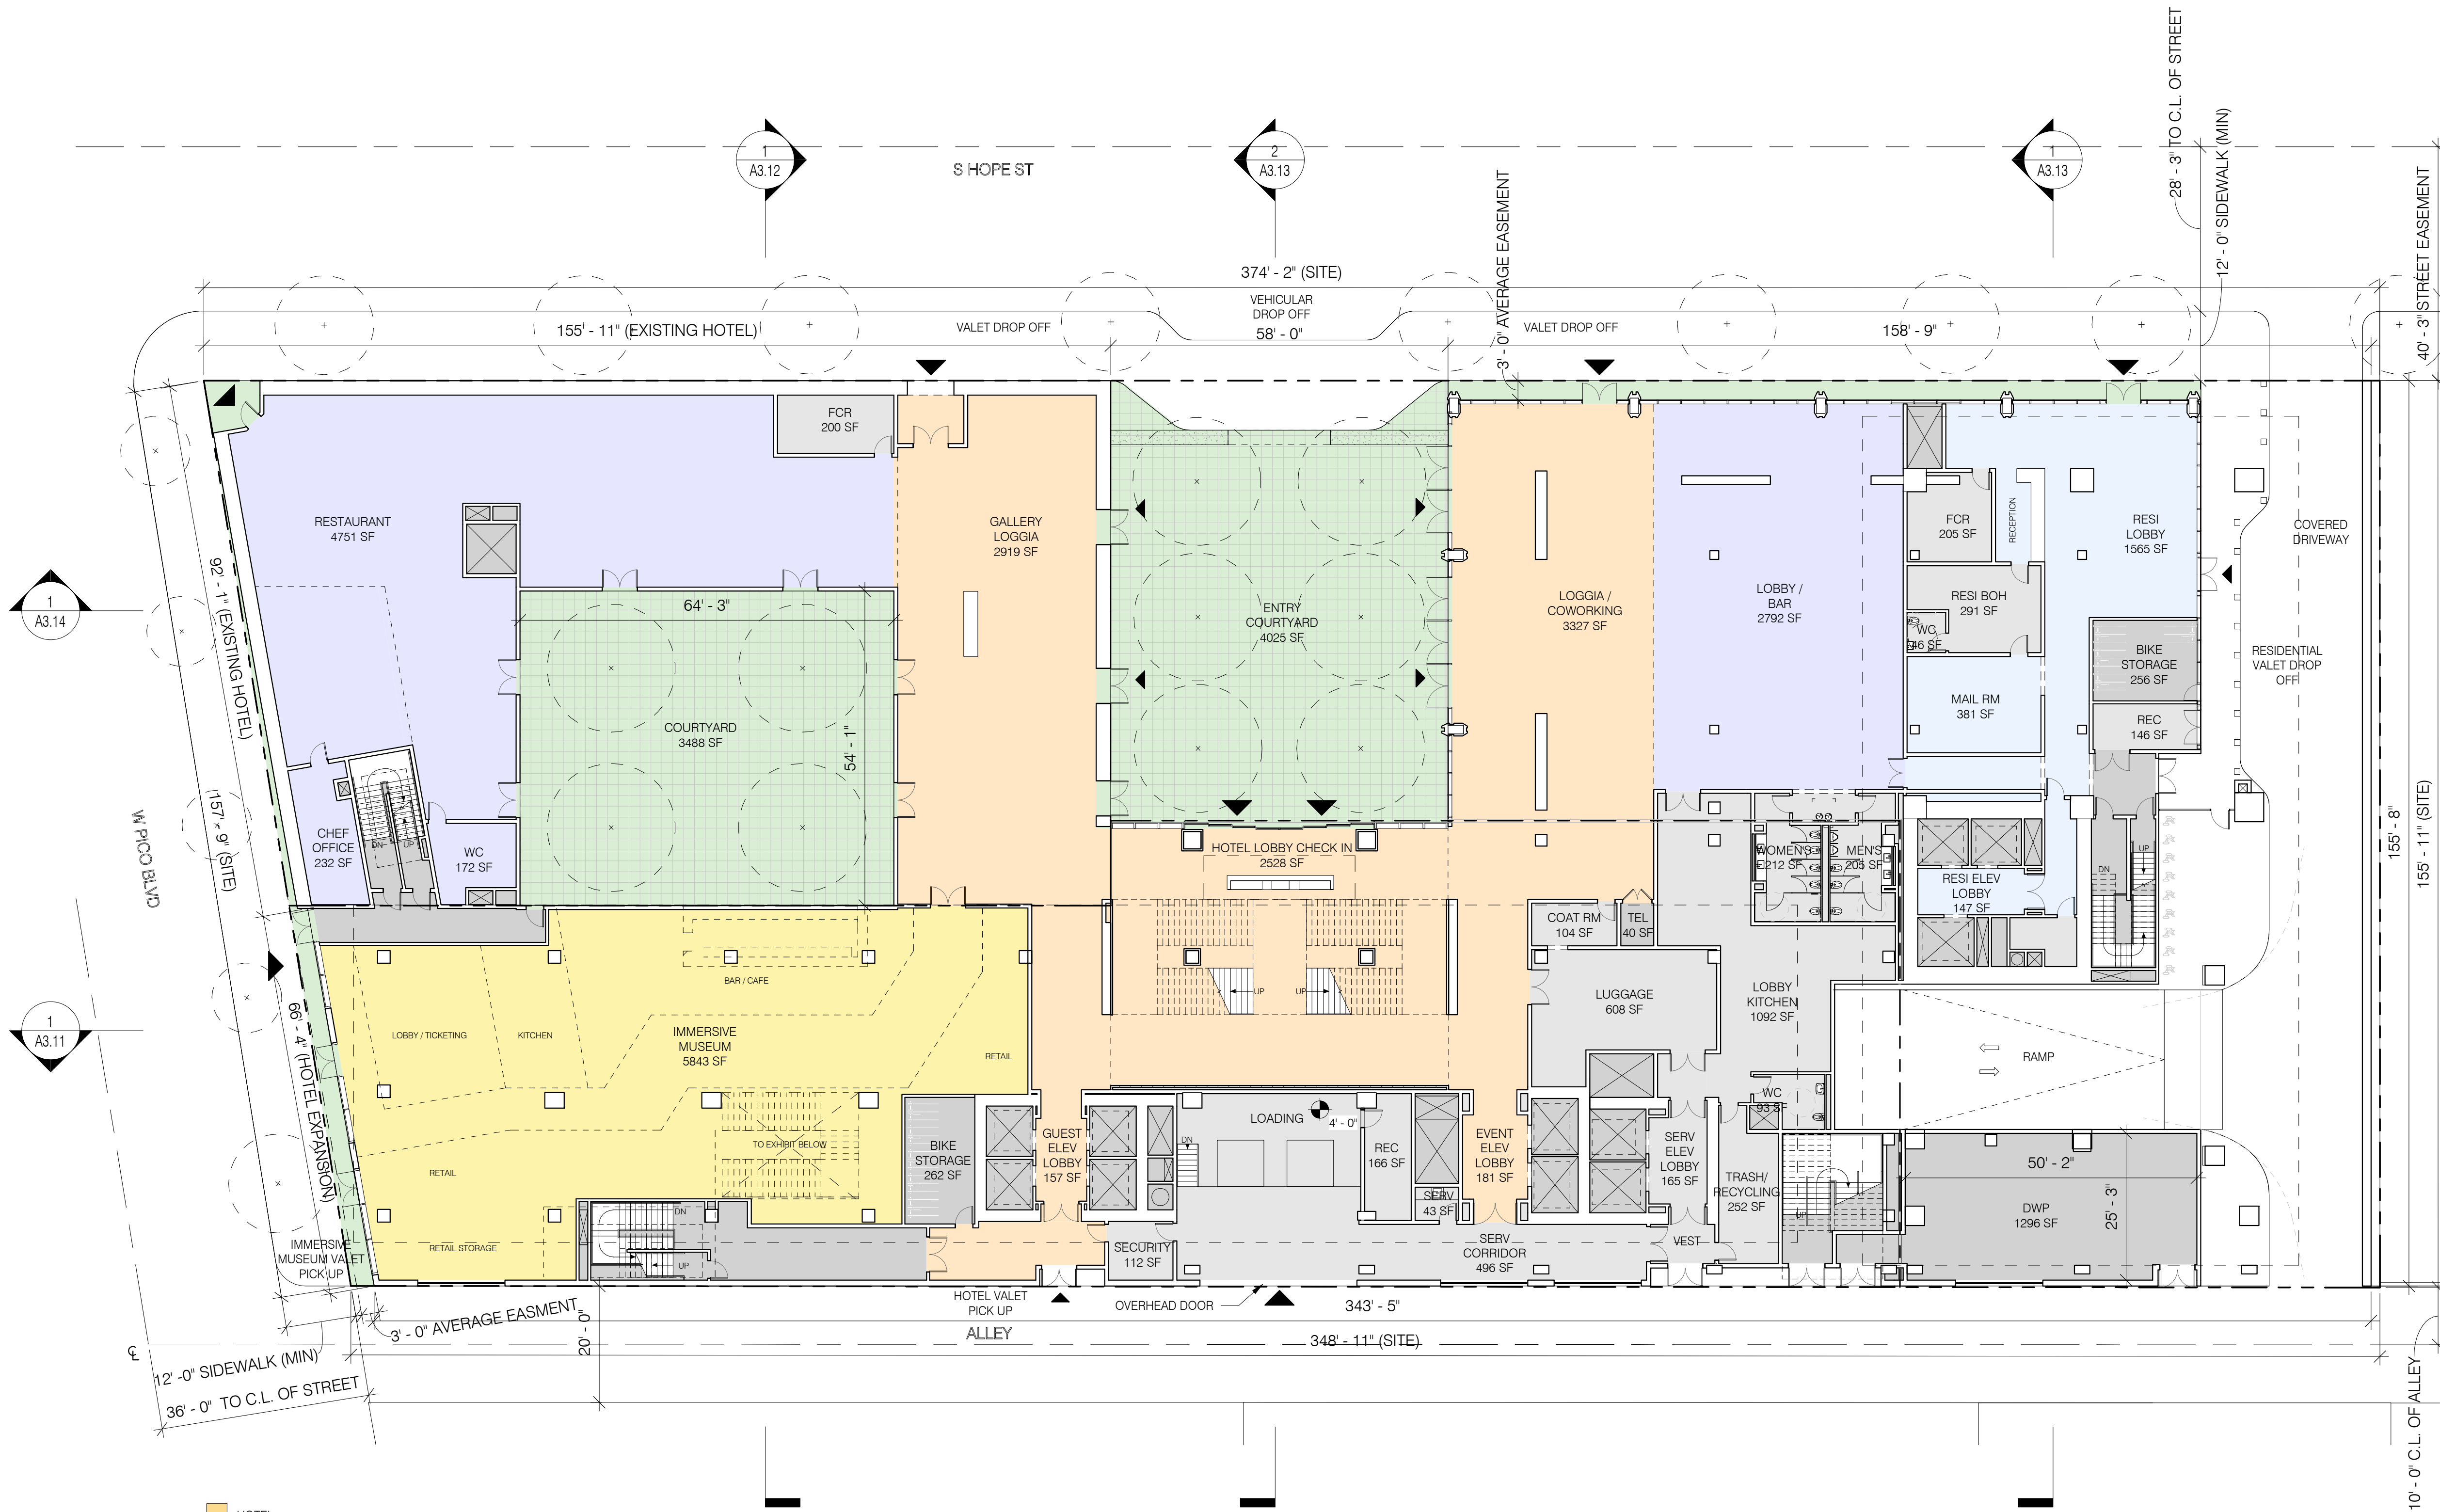 28' - 3" TO C.L. OF STREET
12' - 0" SIDEWALK (MIN)
40' - 3" STREET EASEMENT
1
A3.12
S HOPE ST
2
A3.13
1
A3.13
3' - 0" AVERAGE EASEMENT
374' - 2" (SITE)
155' - 11" (EXISTING HOTEL)
VALET DROP OFF
VEHICULAR
DROP OFF
58' - 0"
VALET DROP OFF
158' - 9"
FCR
200 SF
RESTAURANT
4751 SF
GALLERY
LOGGIA
2919 SF
ENTRY
COURTYARD
4025 SF
LOGGIA /
COWORKING
3327 SF
LOBBY /
BAR
2792 SF
FCR
205 SF
RECEPTION
RESI
LOBBY
1565 SF
COVERED
DRIVEWAY
1
A3.14
92' - 1" (EXISTING HOTEL)
64' - 3"
54' - 1"
COURTYARD
3488 SF
RESI BOH
291 SF
WC
46 SF
MAIL RM
381 SF
BIKE
STORAGE
256 SF
REC
146 SF
RESIDENTIAL
VALET DROP
OFF
W PICO BLVD
157' - 9" (SITE)
CHEF
OFFICE
232 SF
DN
UP
WC
172 SF
HOTEL LOBBY CHECK IN
2528 SF
WOMEN'S
212 SF
MEN'S
205 SF
RESI ELEV
LOBBY
147 SF
DN
UP
155' - 8"
155' - 11" (SITE)
COAT RM
104 SF
TEL
40 SF
BAR / CAFE
UP
UP
LUGGAGE
608 SF
LOBBY
KITCHEN
1092 SF
1
A3.11
66' - 4" (HOTEL EXPANSION)
LOBBY / TICKETING
KITCHEN
IMMERSIVE
MUSEUM
5843 SF
RETAIL
RAMP
WC
93 SF
LOADING
4' - 0"
DN
TO EXHIBIT BELOW
BIKE
STORAGE
262 SF
GUEST
ELEV
LOBBY
157 SF
REC
166 SF
SERV
43 SF
EVENT
ELEV
LOBBY
181 SF
SERV
ELEV
LOBBY
165 SF
TRASH/
RECYCLING
252 SF
UP
50' - 2"
25' - 3"
DWP
1296 SF
RETAIL
DN
UP
RETAIL STORAGE
IMMERSIVE
MUSEUM VALET
PICK UP
SECURITY
112 SF
SERV
CORRIDOR
496 SF
VEST
HOTEL VALET
PICK UP
OVERHEAD DOOR
343' - 5"
3' - 0" AVERAGE EASMENT
20' - 0"
ALLEY
348' - 11" (SITE)
12' -0" SIDEWALK (MIN)
36' - 0" TO C.L. OF STREET
10' - 0" C.L. OF ALLEY